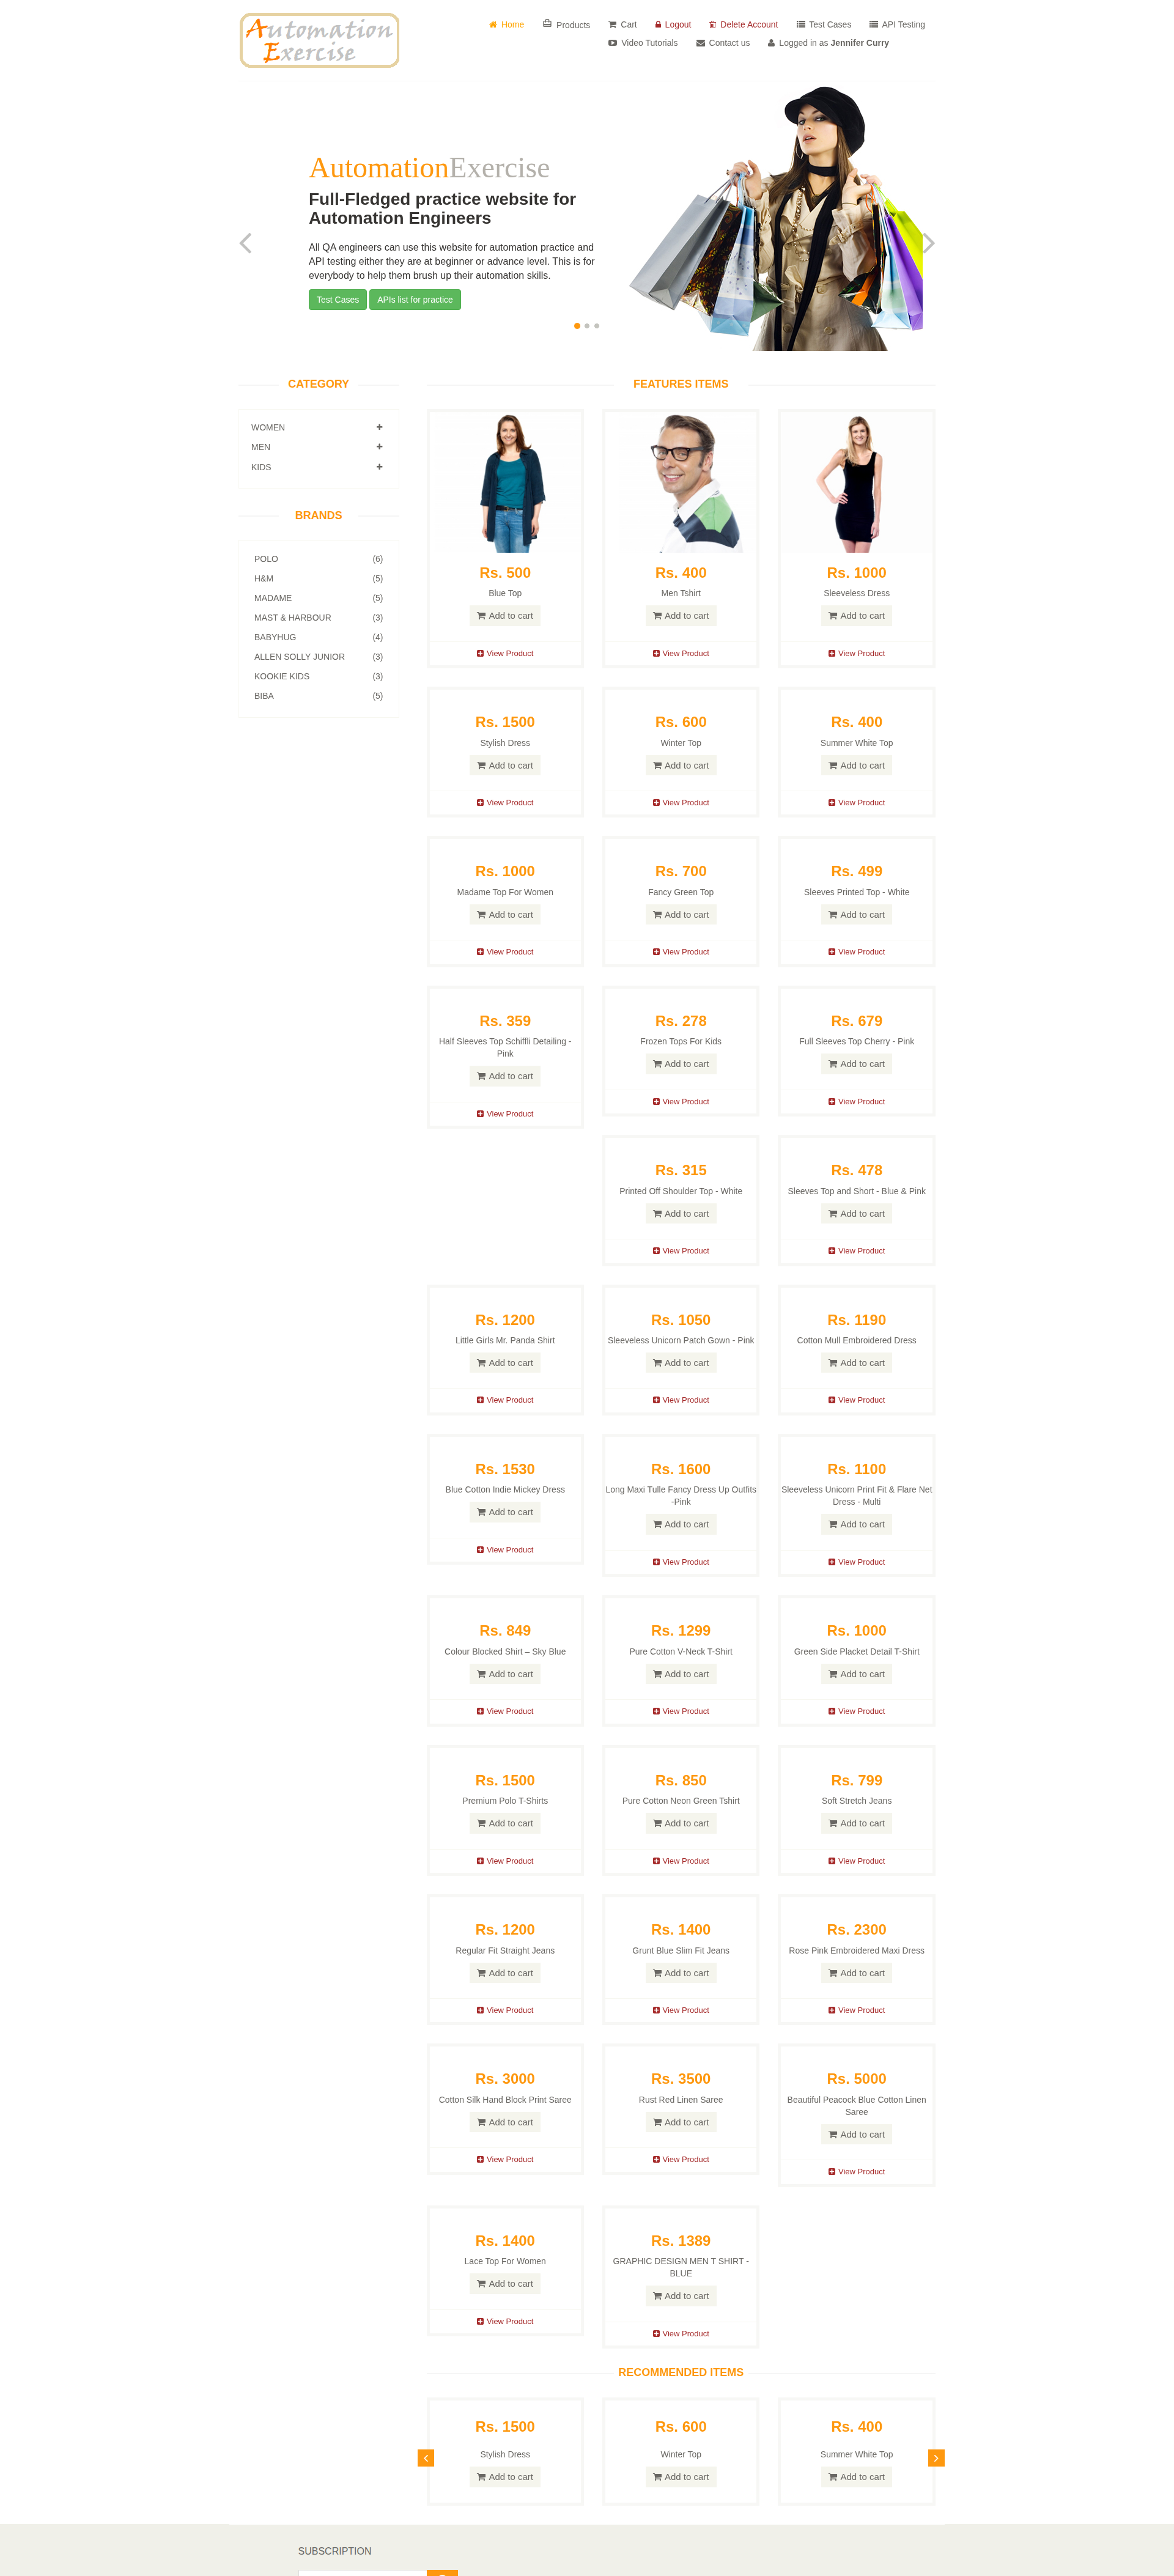 Automation
Exercise
Home Products Cart Logout Delete Account Test Cases API Testing
Video Tutorials Contact us Logged in as Jennifer Curry
AutomationExercise
Full-Fledged practice website for
Automation Engineers
All QA engineers can use this website for automation practice and
API testing either they are at beginner or advance level. This is for
everybody to help them brush up their automation skills.
Test Cases APIs list for practice
CATEGORY
WOMEN
MEN
KIDS
BRANDS
POLO (6)
H&M (5)
MADAME (5)
MAST & HARBOUR (3)
BABYHUG (4)
ALLEN SOLLY JUNIOR (3)
KOOKIE KIDS (3)
BIBA (5)
FEATURES ITEMS
Rs. 500
Blue Top
Add to cart
View Product
Rs. 400
Men Tshirt
Add to cart
View Product
Rs. 1000
Sleeveless Dress
Add to cart
View Product
Rs. 1500
Stylish Dress
Add to cart
View Product
Rs. 600
Winter Top
Add to cart
View Product
Rs. 400
Summer White Top
Add to cart
View Product
Rs. 1000
Madame Top For Women
Add to cart
View Product
Rs. 700
Fancy Green Top
Add to cart
View Product
Rs. 499
Sleeves Printed Top - White
Add to cart
View Product
Rs. 359
Half Sleeves Top Schiffli Detailing -
Pink
Add to cart
View Product
Rs. 278
Frozen Tops For Kids
Add to cart
View Product
Rs. 679
Full Sleeves Top Cherry - Pink
Add to cart
View Product
Rs. 315
Printed Off Shoulder Top - White
Add to cart
View Product
Rs. 478
Sleeves Top and Short - Blue & Pink
Add to cart
View Product
Rs. 1200
Little Girls Mr. Panda Shirt
Add to cart
View Product
Rs. 1050
Sleeveless Unicorn Patch Gown - Pink
Add to cart
View Product
Rs. 1190
Cotton Mull Embroidered Dress
Add to cart
View Product
Rs. 1530
Blue Cotton Indie Mickey Dress
Add to cart
View Product
Rs. 1600
Long Maxi Tulle Fancy Dress Up Outfits
-Pink
Add to cart
View Product
Rs. 1100
Sleeveless Unicorn Print Fit & Flare Net
Dress - Multi
Add to cart
View Product
Rs. 849
Colour Blocked Shirt – Sky Blue
Add to cart
View Product
Rs. 1299
Pure Cotton V-Neck T-Shirt
Add to cart
View Product
Rs. 1000
Green Side Placket Detail T-Shirt
Add to cart
View Product
Rs. 1500
Premium Polo T-Shirts
Add to cart
View Product
Rs. 850
Pure Cotton Neon Green Tshirt
Add to cart
View Product
Rs. 799
Soft Stretch Jeans
Add to cart
View Product
Rs. 1200
Regular Fit Straight Jeans
Add to cart
View Product
Rs. 1400
Grunt Blue Slim Fit Jeans
Add to cart
View Product
Rs. 2300
Rose Pink Embroidered Maxi Dress
Add to cart
View Product
Rs. 3000
Cotton Silk Hand Block Print Saree
Add to cart
View Product
Rs. 3500
Rust Red Linen Saree
Add to cart
View Product
Rs. 5000
Beautiful Peacock Blue Cotton Linen
Saree
Add to cart
View Product
Rs. 1400
Lace Top For Women
Add to cart
View Product
Rs. 1389
GRAPHIC DESIGN MEN T SHIRT -
BLUE
Add to cart
View Product
RECOMMENDED ITEMS
Rs. 1500
Stylish Dress
Add to cart
Rs. 600
Winter Top
Add to cart
Rs. 400
Summer White Top
Add to cart
SUBSCRIPTION